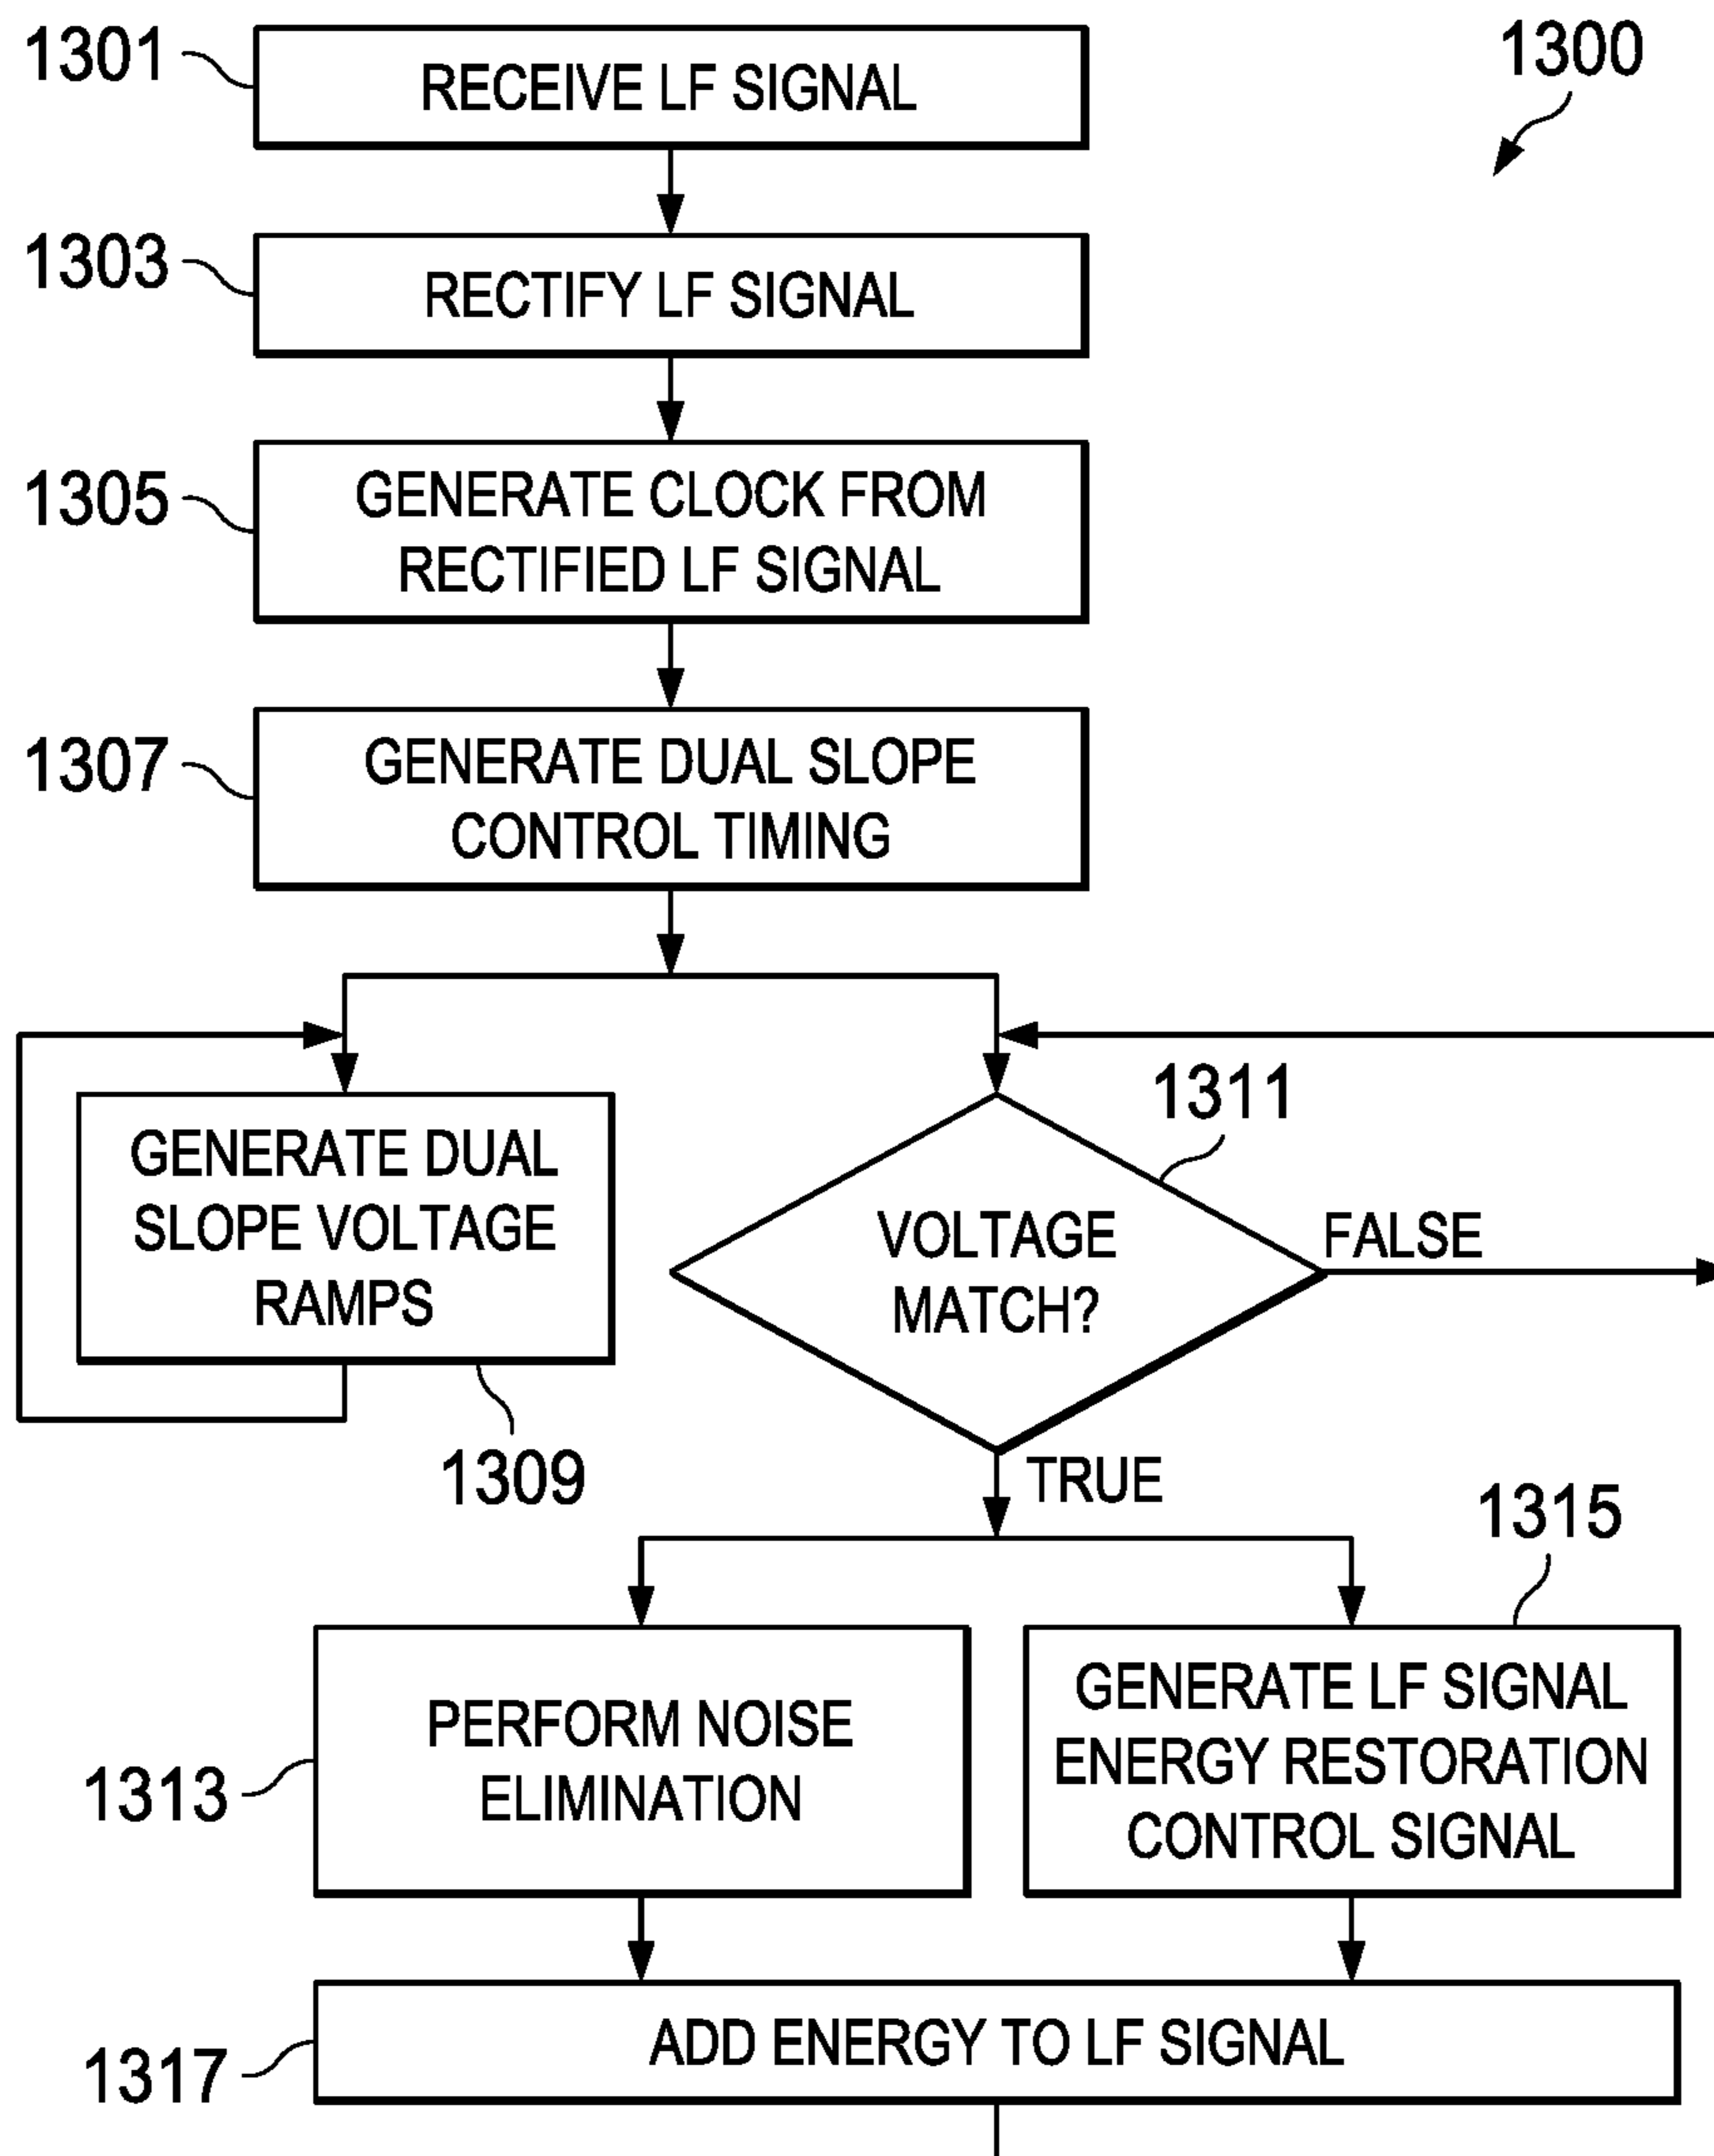 1300
1301
RECEIVE LF SIGNAL
1303
RECTIFY LF SIGNAL
1305
GENERATE CLOCK FROM
RECTIFIED LF SIGNAL
1307
GENERATE DUAL SLOPE
CONTROL TIMING
GENERATE DUAL
SLOPE VOLTAGE
RAMPS
1309
1311
VOLTAGE
MATCH?
FALSE
TRUE
1313
PERFORM NOISE
ELIMINATION
1315
GENERATE LF SIGNAL
ENERGY RESTORATION
CONTROL SIGNAL
1317
ADD ENERGY TO LF SIGNAL